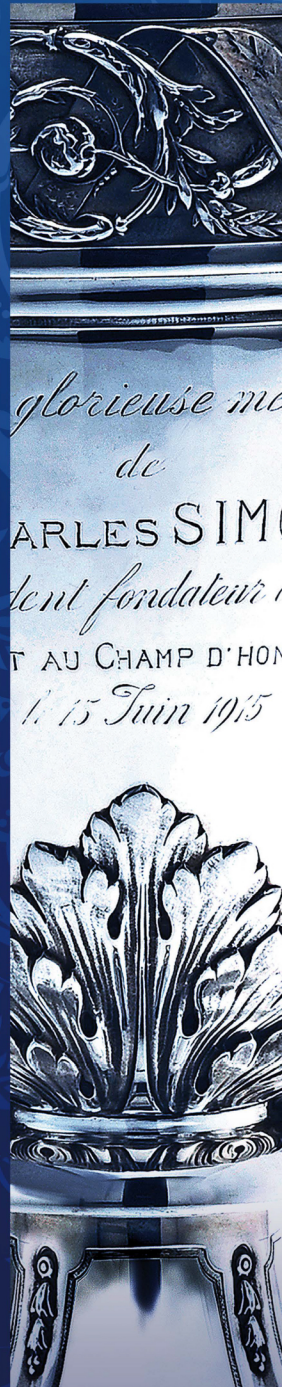 glorieuse me
de
ARLES SIMO
dent fondateur
T AU CHAMP D'HON
le 15 Juin 1915